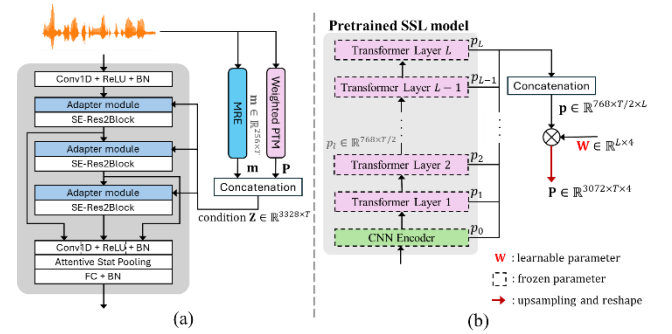 Conv1D + ReLU + BN
Adapter module
SE-Res2Block
Adapter module
SE-Res2Block
Adapter module
SE-Res2Block
Conv1D + ReLU + BN
Attentive Stat Pooling
FC + BN
MRE
m ∈ ℝ^{256×T}
Weighted PTM
m
P
Concatenation
condition Z ∈ ℝ^{3328×T}
(a)
Pretrained SSL model
Transformer Layer L
p_L
Transformer Layer L − 1
p_{L−1}
Concatenation
p ∈ ℝ^{768×T/2×L}
W ∈ ℝ^{L×4}
p_l ∈ ℝ^{768×T/2}
Transformer Layer 2
p_2
P ∈ ℝ^{3072×T×4}
Transformer Layer 1
p_1
CNN Encoder
p_0
W : learnable parameter
: frozen parameter
: upsampling and reshape
(b)